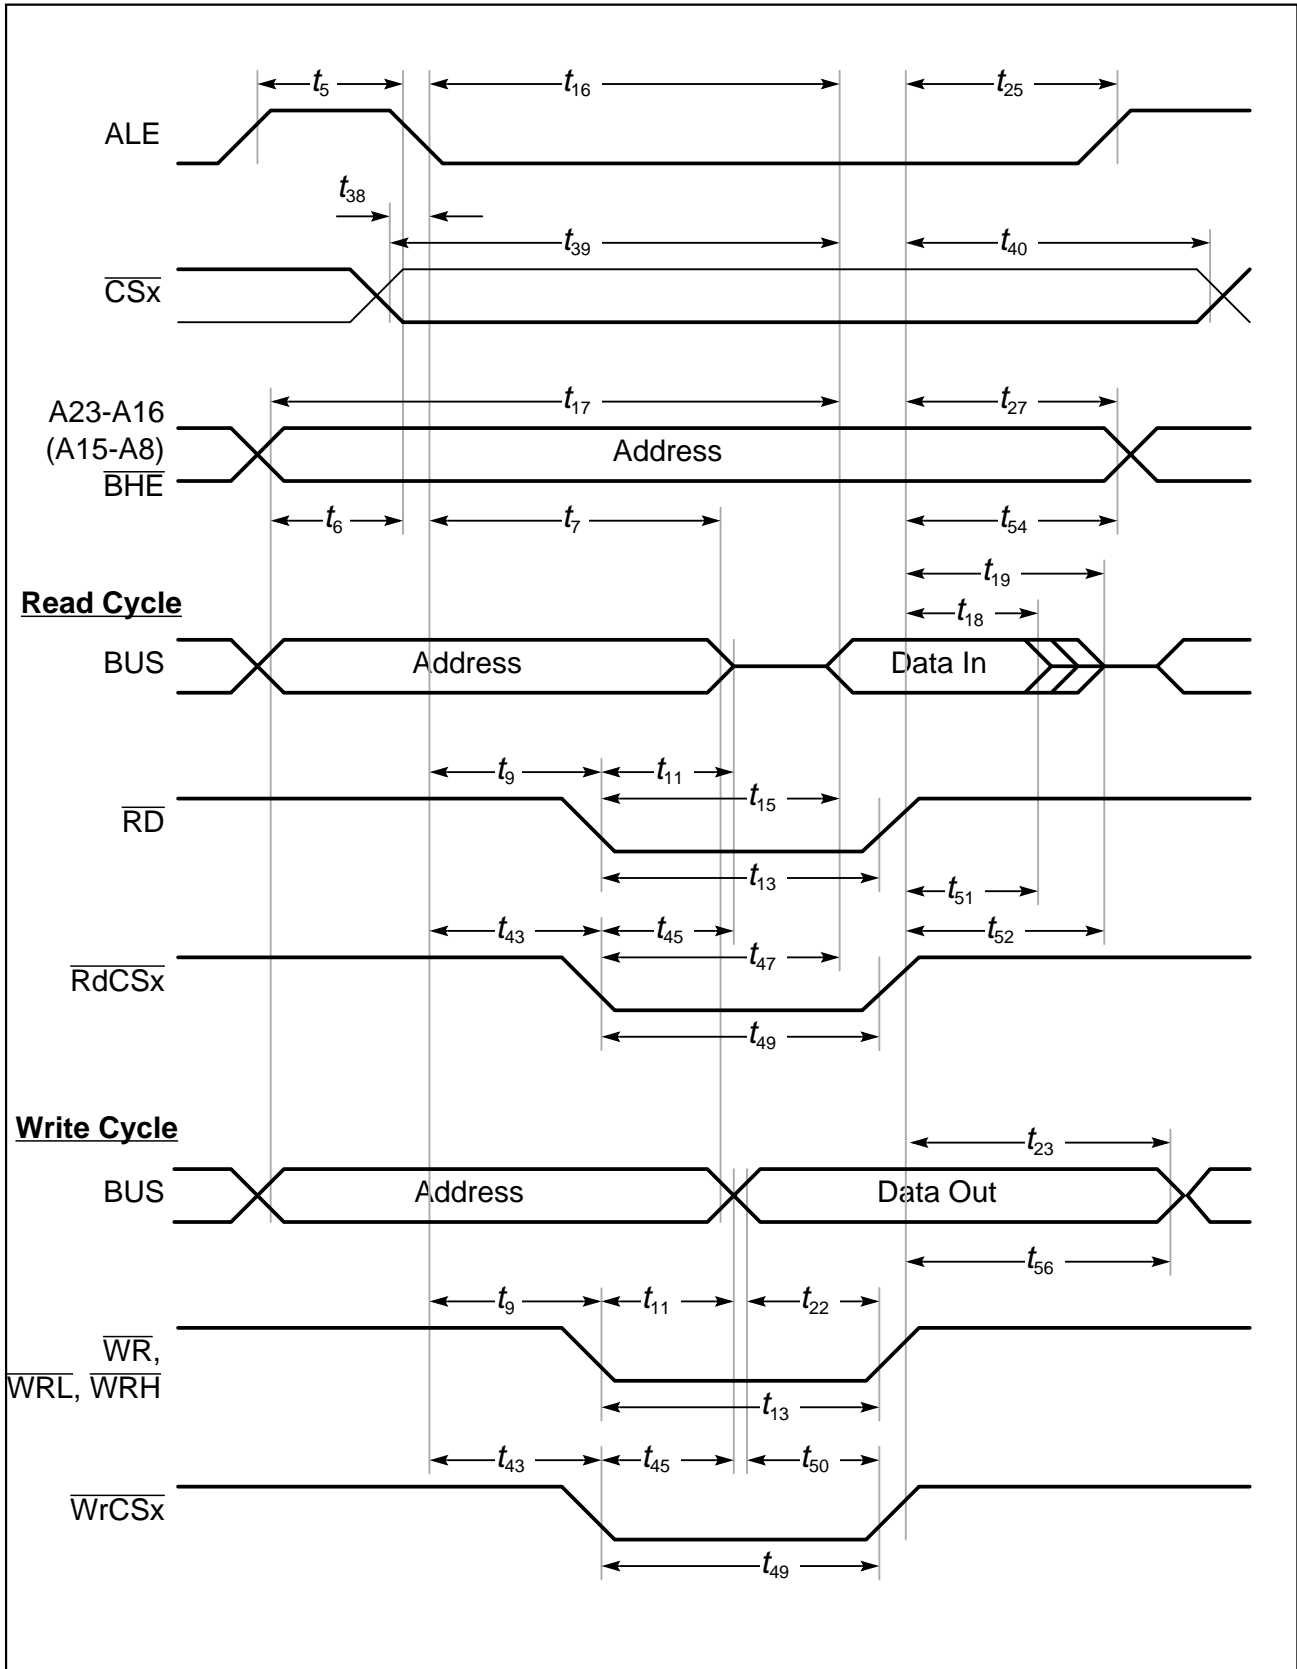 t5 t16 t25
ALE
t38
t39 t40
CSx
A23-A16 t17 t27
(A15-A8) Address
BHE
t6 t7 t54
t19
Read Cycle t18
BUS Address Data In
t9 t11
t15
RD
t13
t51
t43 t45 t52
t47
RdCSx
t49
Write Cycle
t23
BUS Address Data Out
t56
t9 t11 t22
WR,
WRL, WRH
t13
t43 t45 t50
WrCSx
t49